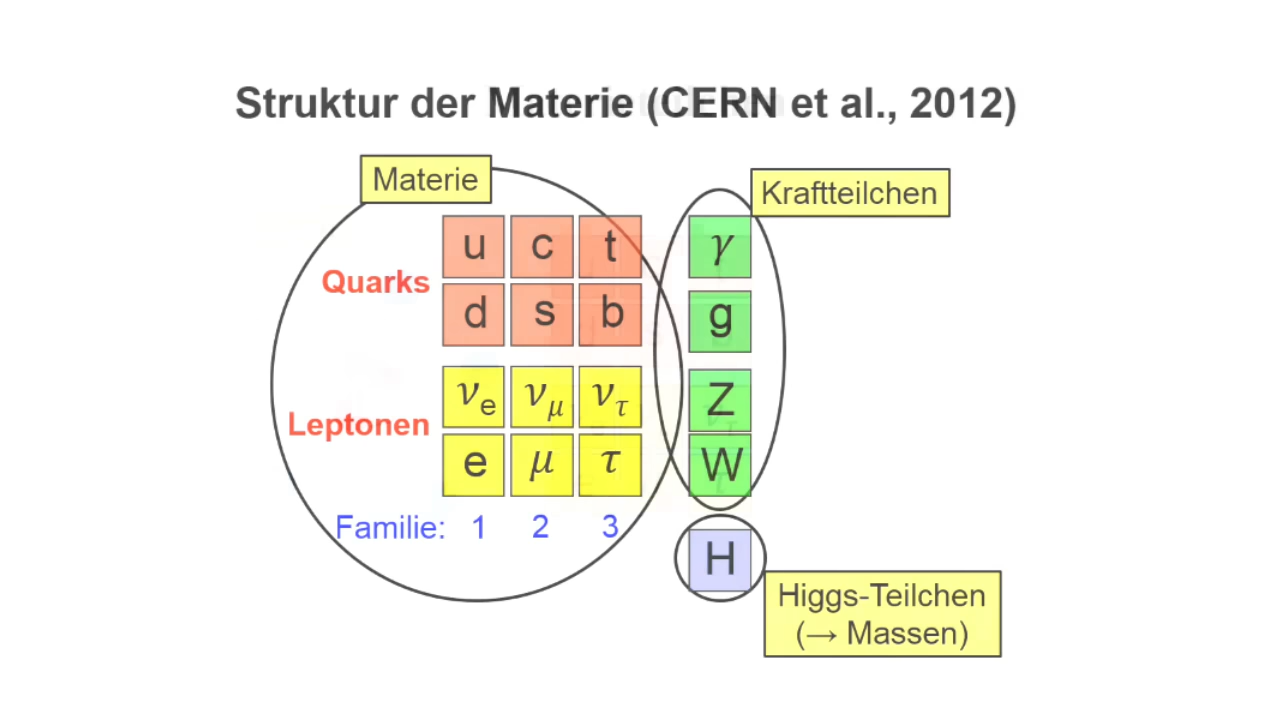 Struktur der Materie (CERN et al., 2012)
Materie
Kraftteilchen
Quarks
u c t
d s b
Leptonen
νe νμ ντ
e μ τ
Familie: 1 2 3
γ
g
Z
W
H
Higgs-Teilchen
(→ Massen)